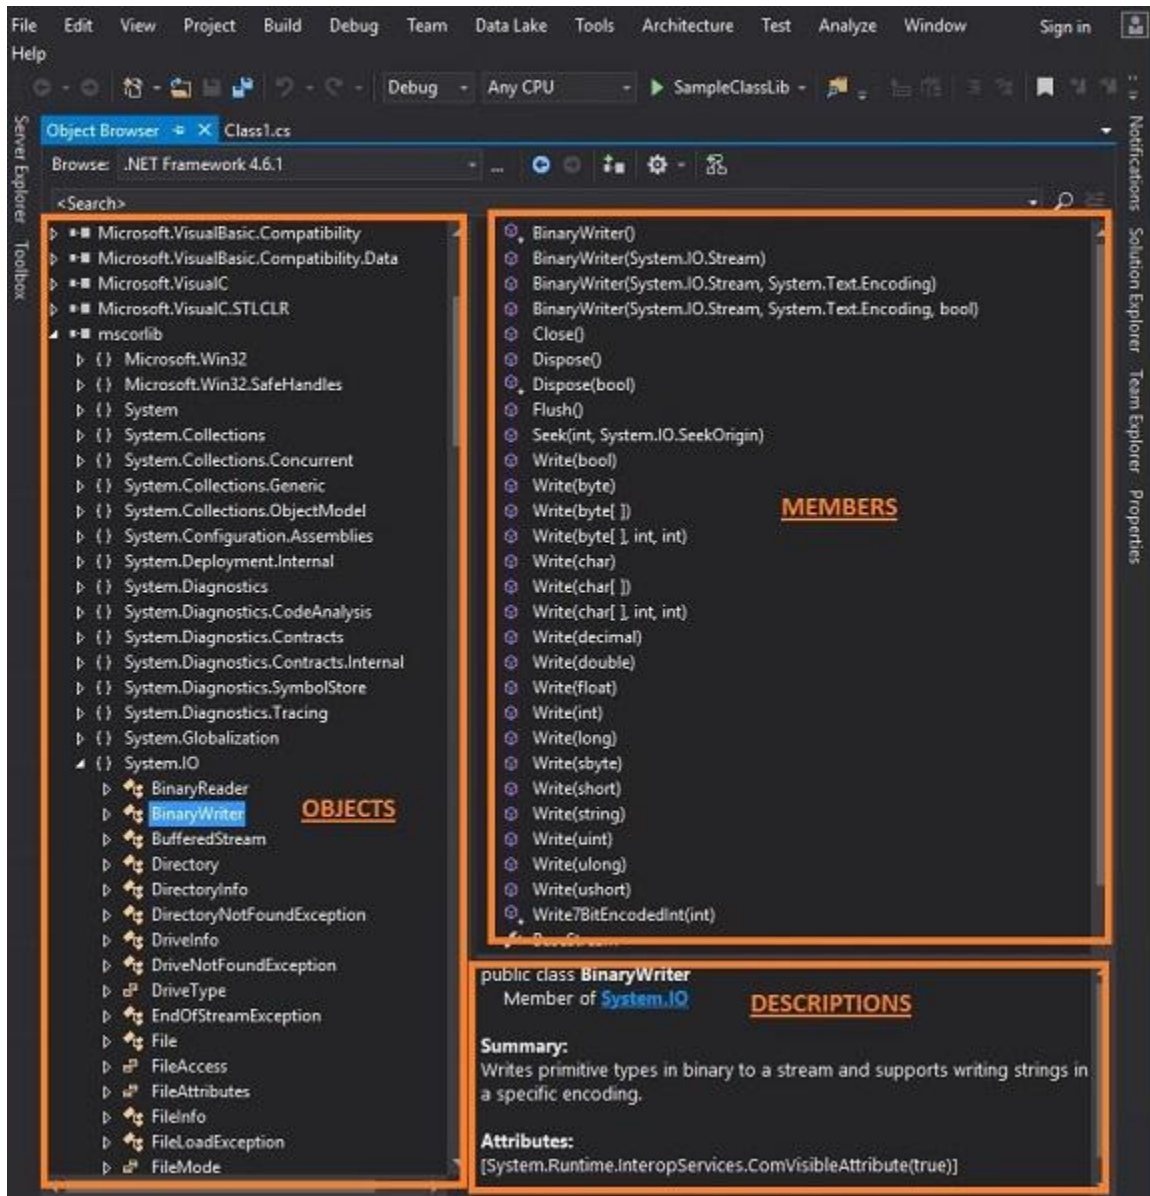 File Edit View Project Build Debug Team Data Lake Tools Architecture Test Analyze Window Sign in
Help
Debug Any CPU SampleClassLib
Object Browser Class1.cs
Browse: .NET Framework 4.6.1 ...
<Search>
Server Explorer
Toolbox
Microsoft.VisualBasic.Compatibility
Microsoft.VisualBasic.Compatibility.Data
Microsoft.VisualC
Microsoft.VisualC.STLCLR
mscorlib
{} Microsoft.Win32
{} Microsoft.Win32.SafeHandles
{} System
{} System.Collections
{} System.Collections.Concurrent
{} System.Collections.Generic
{} System.Collections.ObjectModel
{} System.Configuration.Assemblies
{} System.Deployment.Internal
{} System.Diagnostics
{} System.Diagnostics.CodeAnalysis
{} System.Diagnostics.Contracts
{} System.Diagnostics.Contracts.Internal
{} System.Diagnostics.SymbolStore
{} System.Diagnostics.Tracing
{} System.Globalization
{} System.IO
BinaryReader
BinaryWriter
OBJECTS
BufferedStream
Directory
DirectoryInfo
DirectoryNotFoundException
DriveInfo
DriveNotFoundException
DriveType
EndOfStreamException
File
FileAccess
FileAttributes
FileInfo
FileLoadException
FileMode
BinaryWriter()
BinaryWriter(System.IO.Stream)
BinaryWriter(System.IO.Stream, System.Text.Encoding)
BinaryWriter(System.IO.Stream, System.Text.Encoding, bool)
Close()
Dispose()
Dispose(bool)
Flush()
Seek(int, System.IO.SeekOrigin)
Write(bool)
Write(byte)
Write(byte[ ])
MEMBERS
Write(byte[ ], int, int)
Write(char)
Write(char[ ])
Write(char[ ], int, int)
Write(decimal)
Write(double)
Write(float)
Write(int)
Write(long)
Write(sbyte)
Write(short)
Write(string)
Write(uint)
Write(ulong)
Write(ushort)
Write7BitEncodedInt(int)
public class BinaryWriter
Member of System.IO
DESCRIPTIONS
Summary:
Writes primitive types in binary to a stream and supports writing strings in
a specific encoding.
Attributes:
[System.Runtime.InteropServices.ComVisibleAttribute(true)]
Notifications
Solution Explorer
Team Explorer
Properties